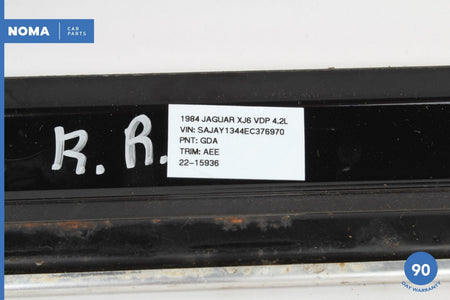 NOMA CAR
PARTS
R. R.
1984 JAGUAR XJ6 VDP 4.2L
VIN: SAJAY1344EC376970
PNT: GDA
TRIM: AEE
22-15936
90
DAY WARRANTY